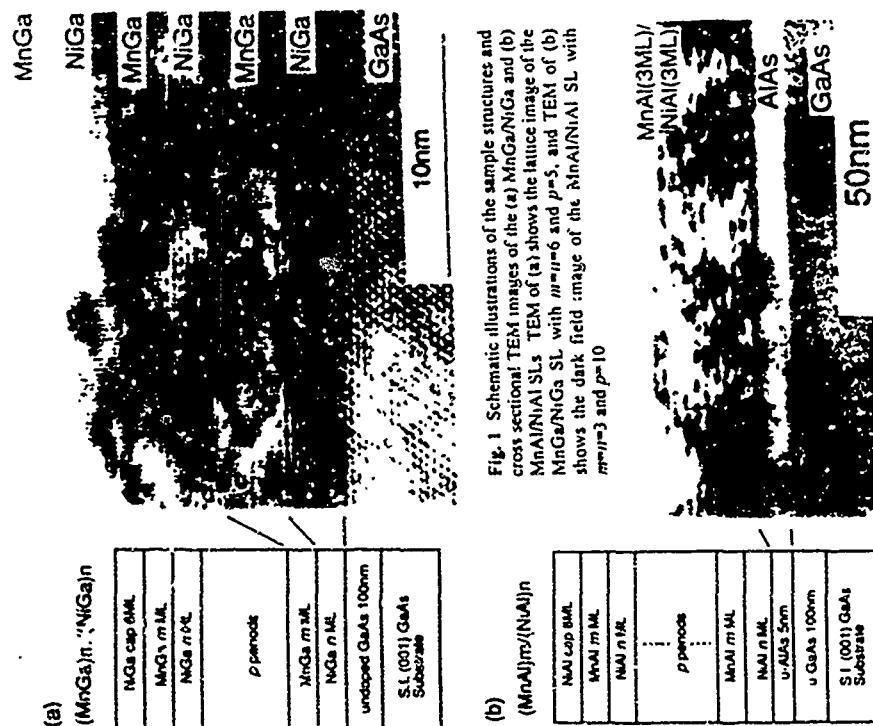 (a)
(MnGa)n.''(NiGa)n
NiGa cap 6ML
MnGa m ML
NiGa n ML
p periods
MnGa m ML
NiGa n ML
undoped GaAs 100nm
S.I. (001) GaAs
Substrate
MnGa
NiGa
MnGa
NiGa
MnGa
NiGa
GaAs
10nm
Fig. 1 Schematic illustrations of the sample structures and
cross sectional TEM images of the (a) MnGa/NiGa and (b)
MnAl/NiAl SLs TEM of (a) shows the lattice image of the
MnGa/NiGa SL with m=n=6 and p=5, and TEM of (b)
shows the dark field image of the MnAl/NiAl SL with
m=n=3 and p=10
(b)
(MnAl)m/(NiAl)n
NiAl cap 6ML
MnAl m ML
NiAl n ML
p periods
MnAl m ML
NiAl n ML
u-AlAs 5nm
u GaAs 100nm
S I (001) GaAs
Substrate
MnAl(3ML)/
NiAl(3ML)
AlAs
GaAs
50nm